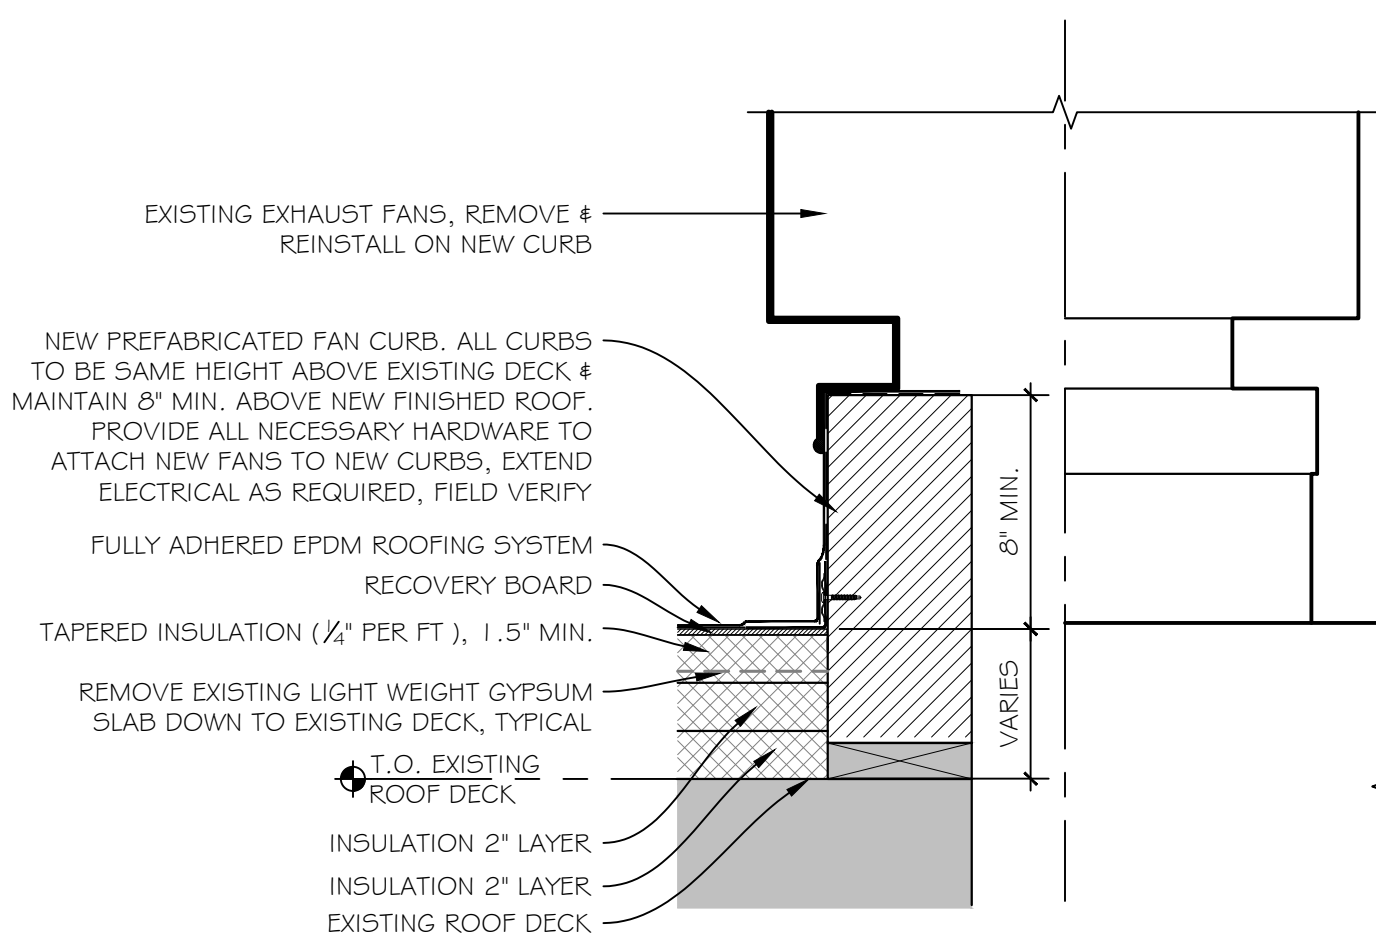 EXISTING EXHAUST FANS, REMOVE &
REINSTALL ON NEW CURB
NEW PREFABRICATED FAN CURB. ALL CURBS
TO BE SAME HEIGHT ABOVE EXISTING DECK &
MAINTAIN 8" MIN. ABOVE NEW FINISHED ROOF.
PROVIDE ALL NECESSARY HARDWARE TO
ATTACH NEW FANS TO NEW CURBS, EXTEND
ELECTRICAL AS REQUIRED, FIELD VERIFY
FULLY ADHERED EPDM ROOFING SYSTEM
RECOVERY BOARD
TAPERED INSULATION (1/4" PER FT), 1.5" MIN.
REMOVE EXISTING LIGHT WEIGHT GYPSUM
SLAB DOWN TO EXISTING DECK, TYPICAL
T.O. EXISTING
ROOF DECK
INSULATION 2" LAYER
INSULATION 2" LAYER
EXISTING ROOF DECK
8" MIN.
VARIES